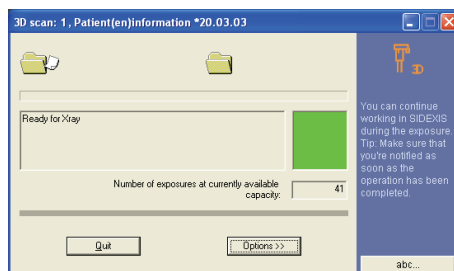 3D scan: 1, Patient(en)information *20.03.03
3D
Ready for Xray
Number of exposures at currently available
capacity:
41
Quit
Options >>
You can continue
working in SIDEXIS
during the exposure.
Tip: Make sure that
you're notified as
soon as the
operation has been
completed.
abc...